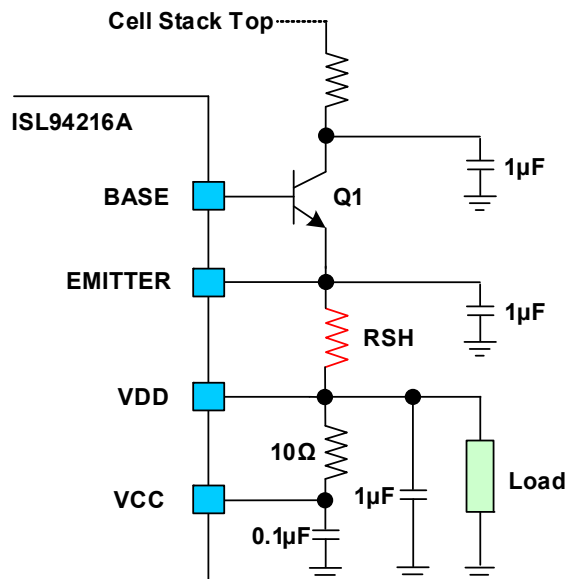 Cell Stack Top
ISL94216A
1µF
BASE
Q1
EMITTER
1µF
RSH
VDD
10Ω
Load
1µF
VCC
0.1µF